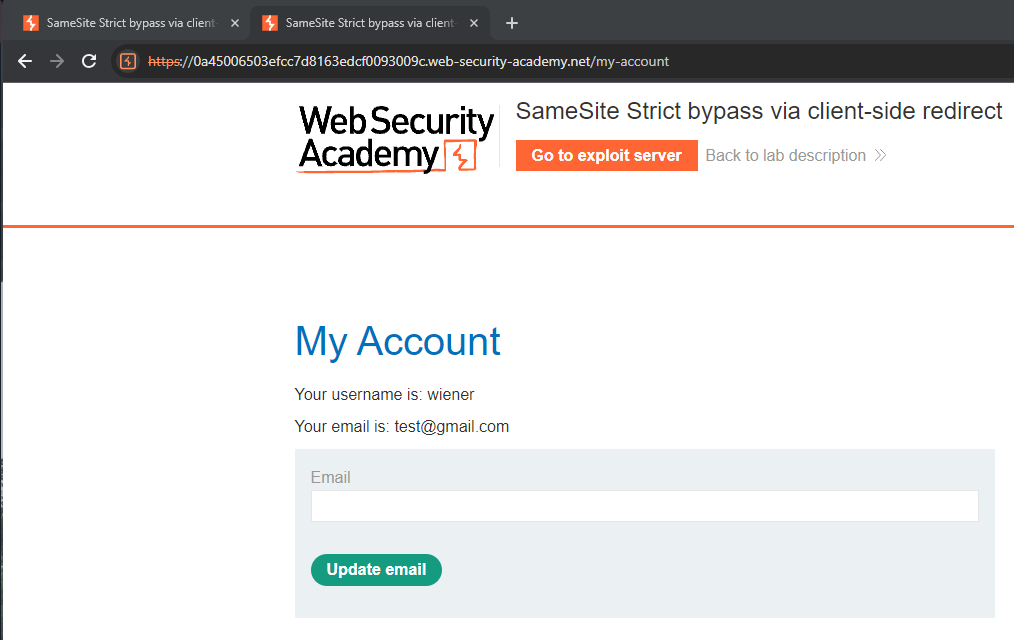 SameSite Strict bypass via client-
SameSite Strict bypass via client-
https://0a45006503efcc7d8163edcf0093009c.web-security-academy.net/my-account
Web Security
Academy
SameSite Strict bypass via client-side redirect
Go to exploit server
Back to lab description
My Account
Your username is: wiener
Your email is: test@gmail.com
Email
Update email